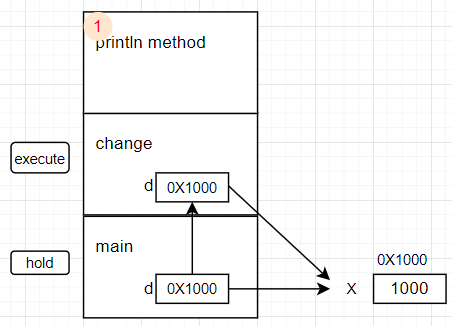 1
println method
execute
change
d 0X1000
hold
main
0X1000
d 0X1000
X 1000